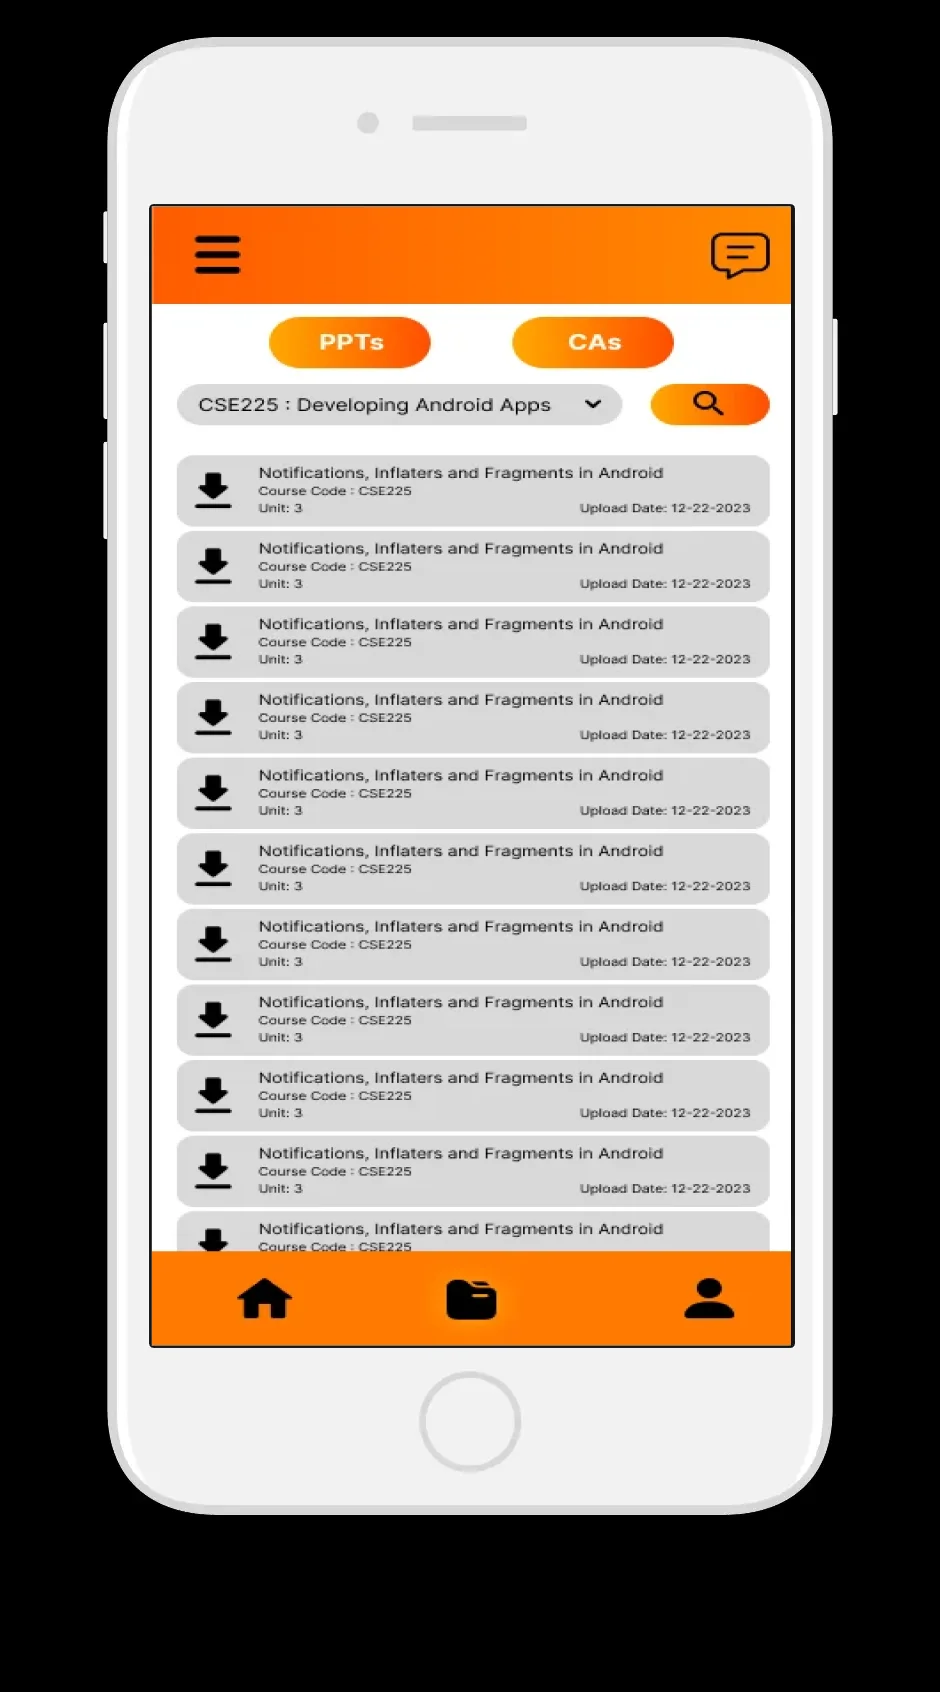 PPTs
CAs
CSE225 : Developing Android Apps
Notifications, Inflaters and Fragments in Android
Course Code : CSE225
Unit: 3
Upload Date: 12-22-2023
Notifications, Inflaters and Fragments in Android
Course Code : CSE225
Unit: 3
Upload Date: 12-22-2023
Notifications, Inflaters and Fragments in Android
Course Code : CSE225
Unit: 3
Upload Date: 12-22-2023
Notifications, Inflaters and Fragments in Android
Course Code : CSE225
Unit: 3
Upload Date: 12-22-2023
Notifications, Inflaters and Fragments in Android
Course Code : CSE225
Unit: 3
Upload Date: 12-22-2023
Notifications, Inflaters and Fragments in Android
Course Code : CSE225
Unit: 3
Upload Date: 12-22-2023
Notifications, Inflaters and Fragments in Android
Course Code : CSE225
Unit: 3
Upload Date: 12-22-2023
Notifications, Inflaters and Fragments in Android
Course Code : CSE225
Unit: 3
Upload Date: 12-22-2023
Notifications, Inflaters and Fragments in Android
Course Code : CSE225
Unit: 3
Upload Date: 12-22-2023
Notifications, Inflaters and Fragments in Android
Course Code : CSE225
Unit: 3
Upload Date: 12-22-2023
Notifications, Inflaters and Fragments in Android
Course Code : CSE225